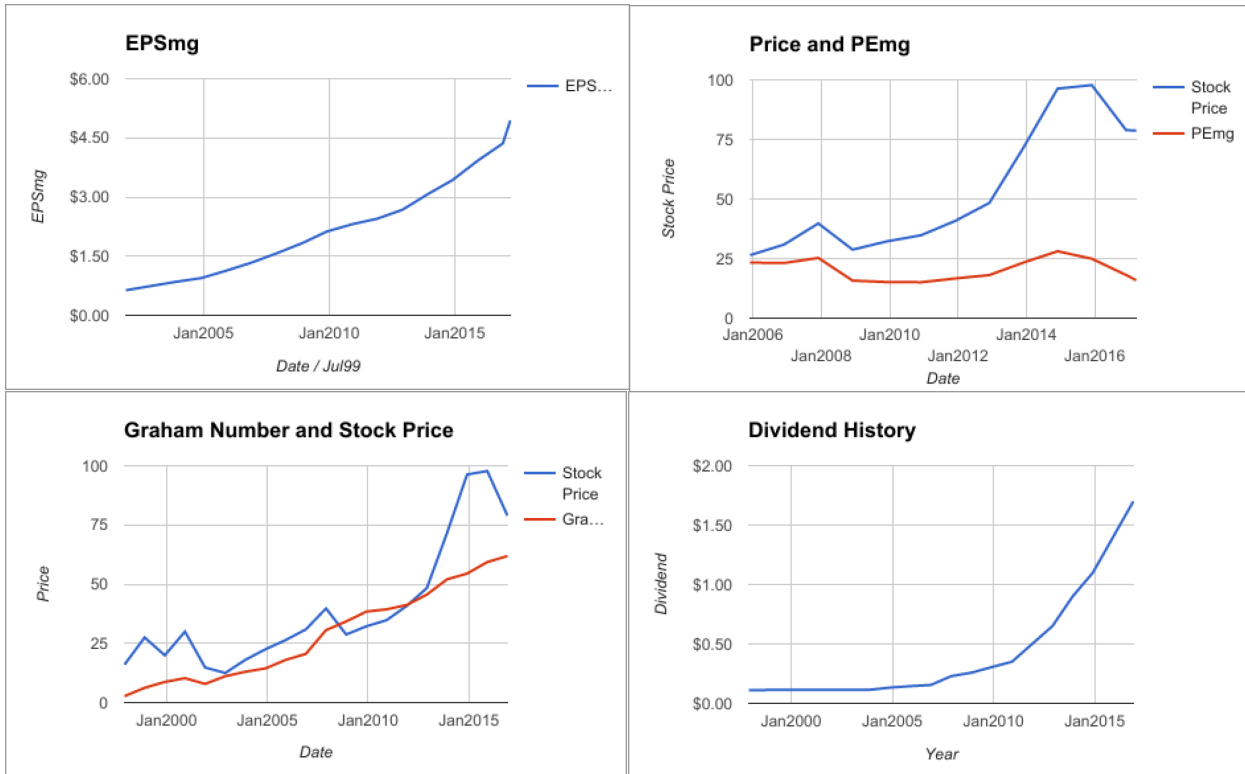 EPSmg
$6.00
$4.50
$3.00
$1.50
$0.00
EPSmg
Jan2005
Jan2010
Jan2015
Date / Jul99
EPS...
Price and PEmg
100
75
50
25
0
Stock Price
Jan2006
Jan2008
Jan2010
Jan2012
Jan2014
Jan2016
Date
Stock
Price
PEmg
Graham Number and Stock Price
100
75
50
25
0
Price
Jan2000
Jan2005
Jan2010
Jan2015
Date
Stock
Price
Gra...
Dividend History
$2.00
$1.50
$1.00
$0.50
$0.00
Dividend
Jan2000
Jan2005
Jan2010
Jan2015
Year